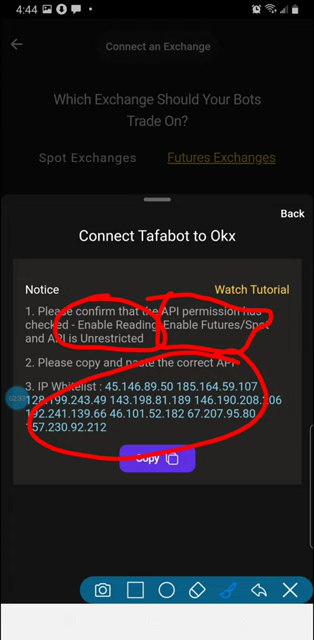 4:44
Connect an Exchange
Which Exchange Should Your Bots
Trade On?
Spot Exchanges Futures Exchanges
Back
Connect Tafabot to Okx
Notice Watch Tutorial
1. Please confirm that the API permission has
checked - Enable Reading, Enable Futures/Spot
and API is Unrestricted
2. Please copy and paste the correct API
3. IP Whitelist : 45.146.89.50 185.164.59.107
128.199.243.49 143.198.81.189 146.190.208.106
192.241.139.66 46.101.52.182 67.207.95.80
157.230.92.212
Copy